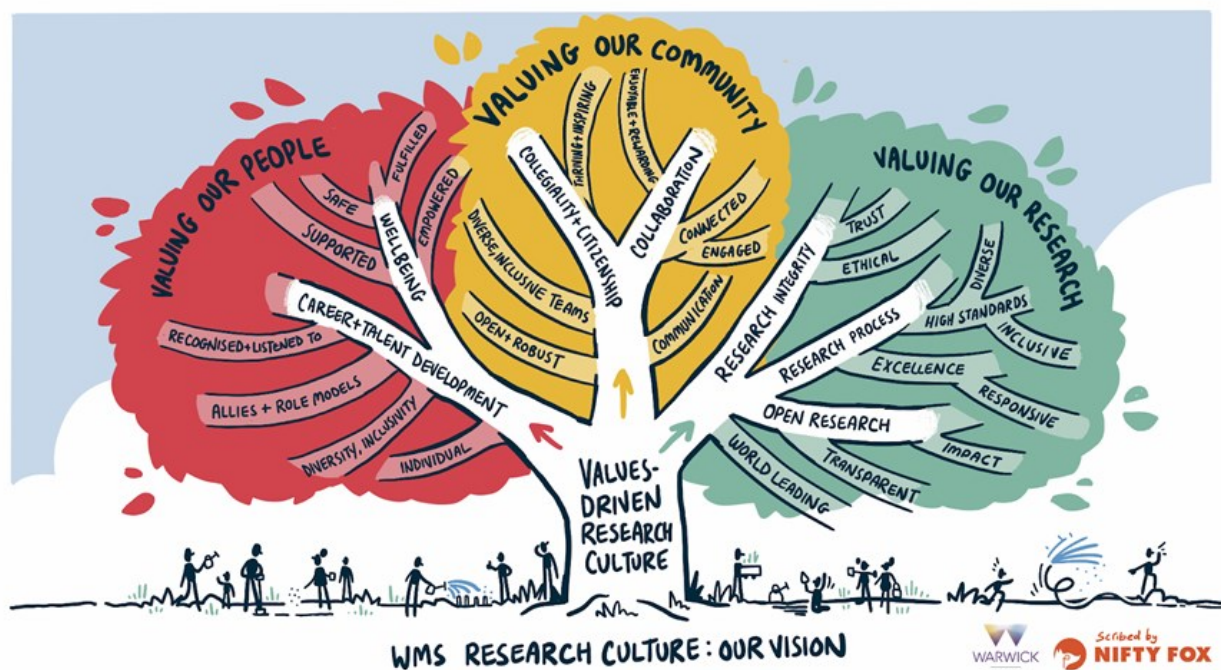 VALUING OUR PEOPLE
SAFE
FULFILLED
SUPPORTED
WELLBEING
EMPOWERED
CAREER+TALENT DEVELOPMENT
RECOGNISED+LISTENED TO
ALLIES + ROLE MODELS
DIVERSITY, INCLUSIVITY
INDIVIDUAL
VALUING OUR COMMUNITY
THRIVING+INSPIRING
ENJOYABLE+REWARDING
COLLEGIALITY+CITIZENSHIP
COLLABORATION
CONNECTED
ENGAGED
DIVERSE, INCLUSIVE TEAMS
OPEN+ROBUST
COMMUNICATION
VALUING OUR RESEARCH
TRUST
ETHICAL
RESEARCH INTEGRITY
DIVERSE
HIGH STANDARDS
INCLUSIVE
RESEARCH PROCESS
EXCELLENCE
RESPONSIVE
OPEN RESEARCH
IMPACT
TRANSPARENT
WORLD LEADING
VALUES-
DRIVEN
RESEARCH
CULTURE
WMS RESEARCH CULTURE: OUR VISION
WARWICK
Scribed by
NIFTY FOX